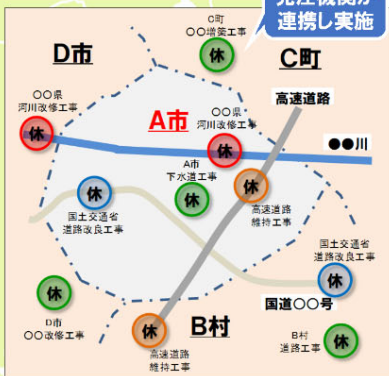 発注機関が
連携し実施
C町
○○増築工事
休
D市
C町
○○県
河川改修工事
休
A市
○○県
河川改修工事
休
高速道路
●●川
A市
下水道工事
休
休
国土交通省
道路改良工事
休
高速道路
維持工事
国土交通省
道路改良工事
休
国道○○号
休
D市
○○改修工事
B村
休
高速道路
維持工事
B村
道路工事
休